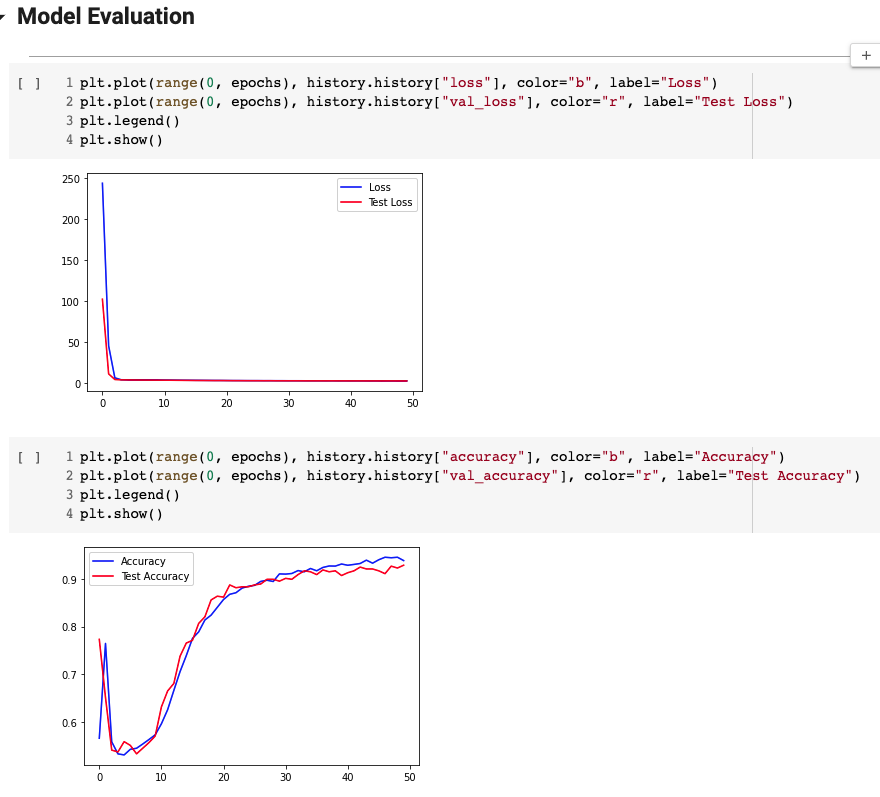 Model Evaluation
+
[ ] 1 plt.plot(range(0, epochs), history.history["loss"], color="b", label="Loss")
2 plt.plot(range(0, epochs), history.history["val_loss"], color="r", label="Test Loss")
3 plt.legend()
4 plt.show()
Loss
Test Loss
250
200
150
100
50
0
0 10 20 30 40 50
[ ] 1 plt.plot(range(0, epochs), history.history["accuracy"], color="b", label="Accuracy")
2 plt.plot(range(0, epochs), history.history["val_accuracy"], color="r", label="Test Accuracy")
3 plt.legend()
4 plt.show()
Accuracy
Test Accuracy
0.9
0.8
0.7
0.6
0 10 20 30 40 50